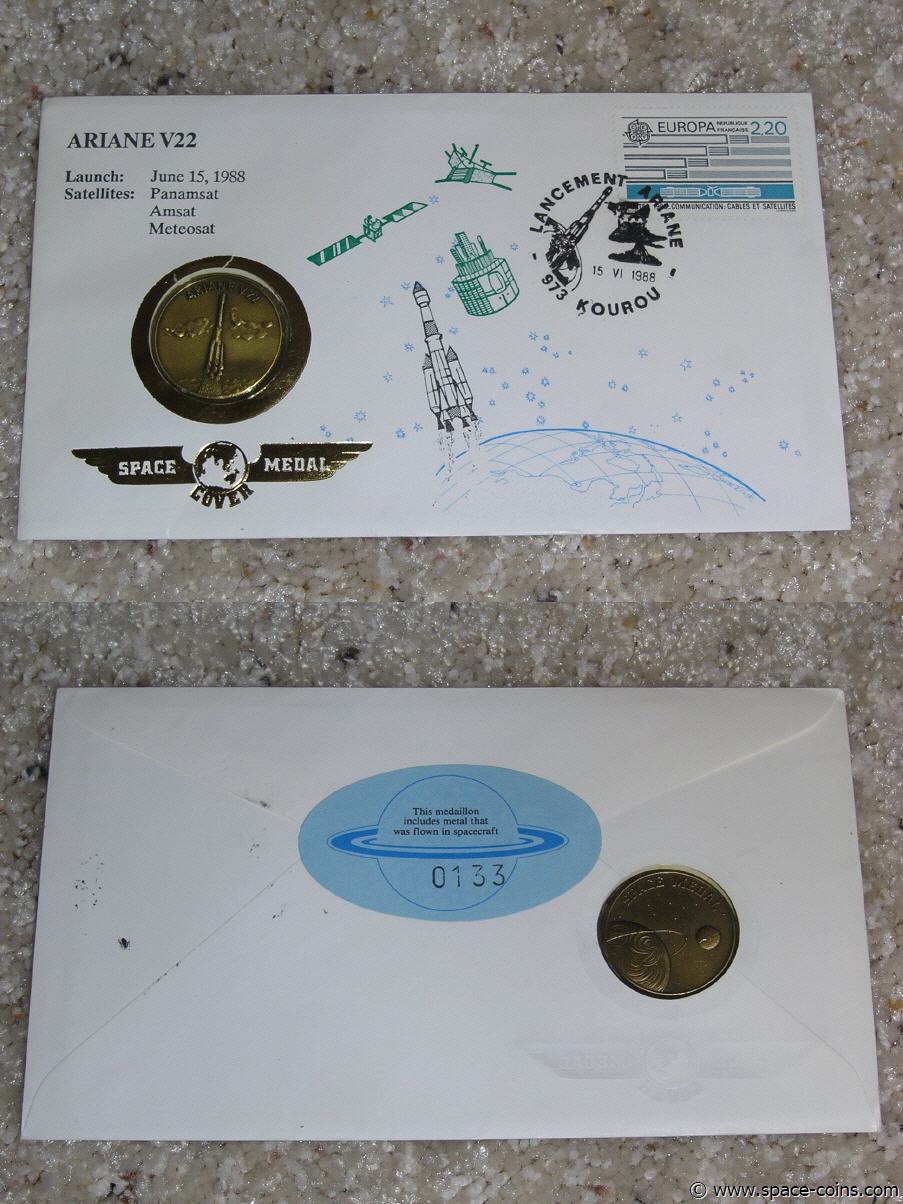 ARIANE V22
Launch: June 15, 1988
Satellites: Panamsat
Amsat
Meteosat
EUROPA REPUBLIQUE FRANÇAISE 2,20
COMMUNICATION: CABLES ET SATELLITES
LANCEMENT ARIANE
15 VI 1988
- 973 KOUROU -
ARIANE V22
SPACE MEDAL
COVER
This medaillon
includes metal that
was flown in spacecraft
0133
SPACE MEDAL
© www.space-coins.com